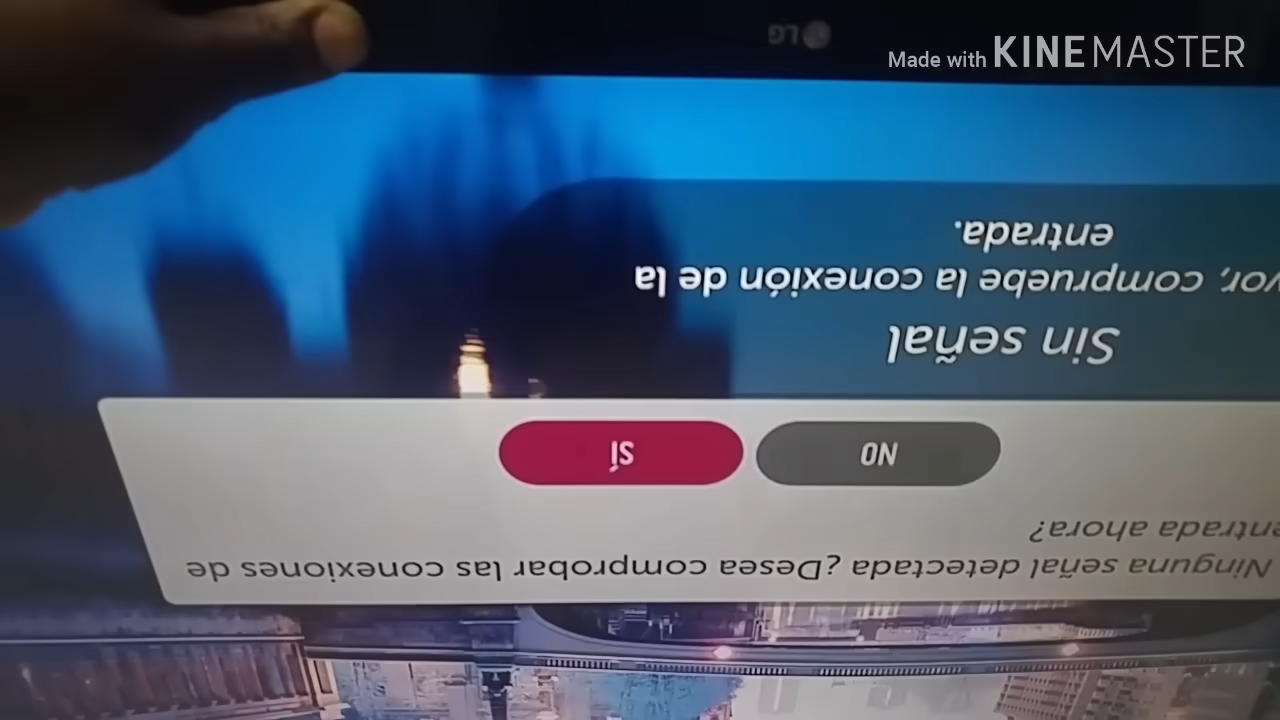 Made with KINEMASTER
LG
Ninguna señal detectada ¿Desea comprobar las conexiones de
entrada ahora?
NO SÍ
Sin señal
vor, compruebe la conexión de la
entrada.